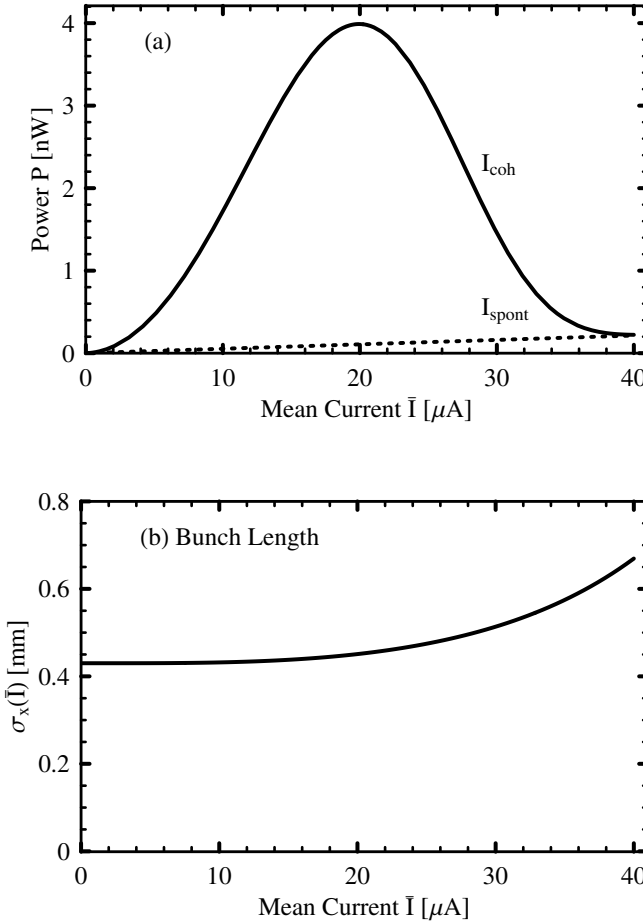 (a)
Power P [nW]
4
3
2
1
0
I_coh
I_spont
0 10 20 30 40
Mean Current Ī [μA]
(b) Bunch Length
σ_x(Ī) [mm]
0.8
0.6
0.4
0.2
0
0 10 20 30 40
Mean Current Ī [μA]